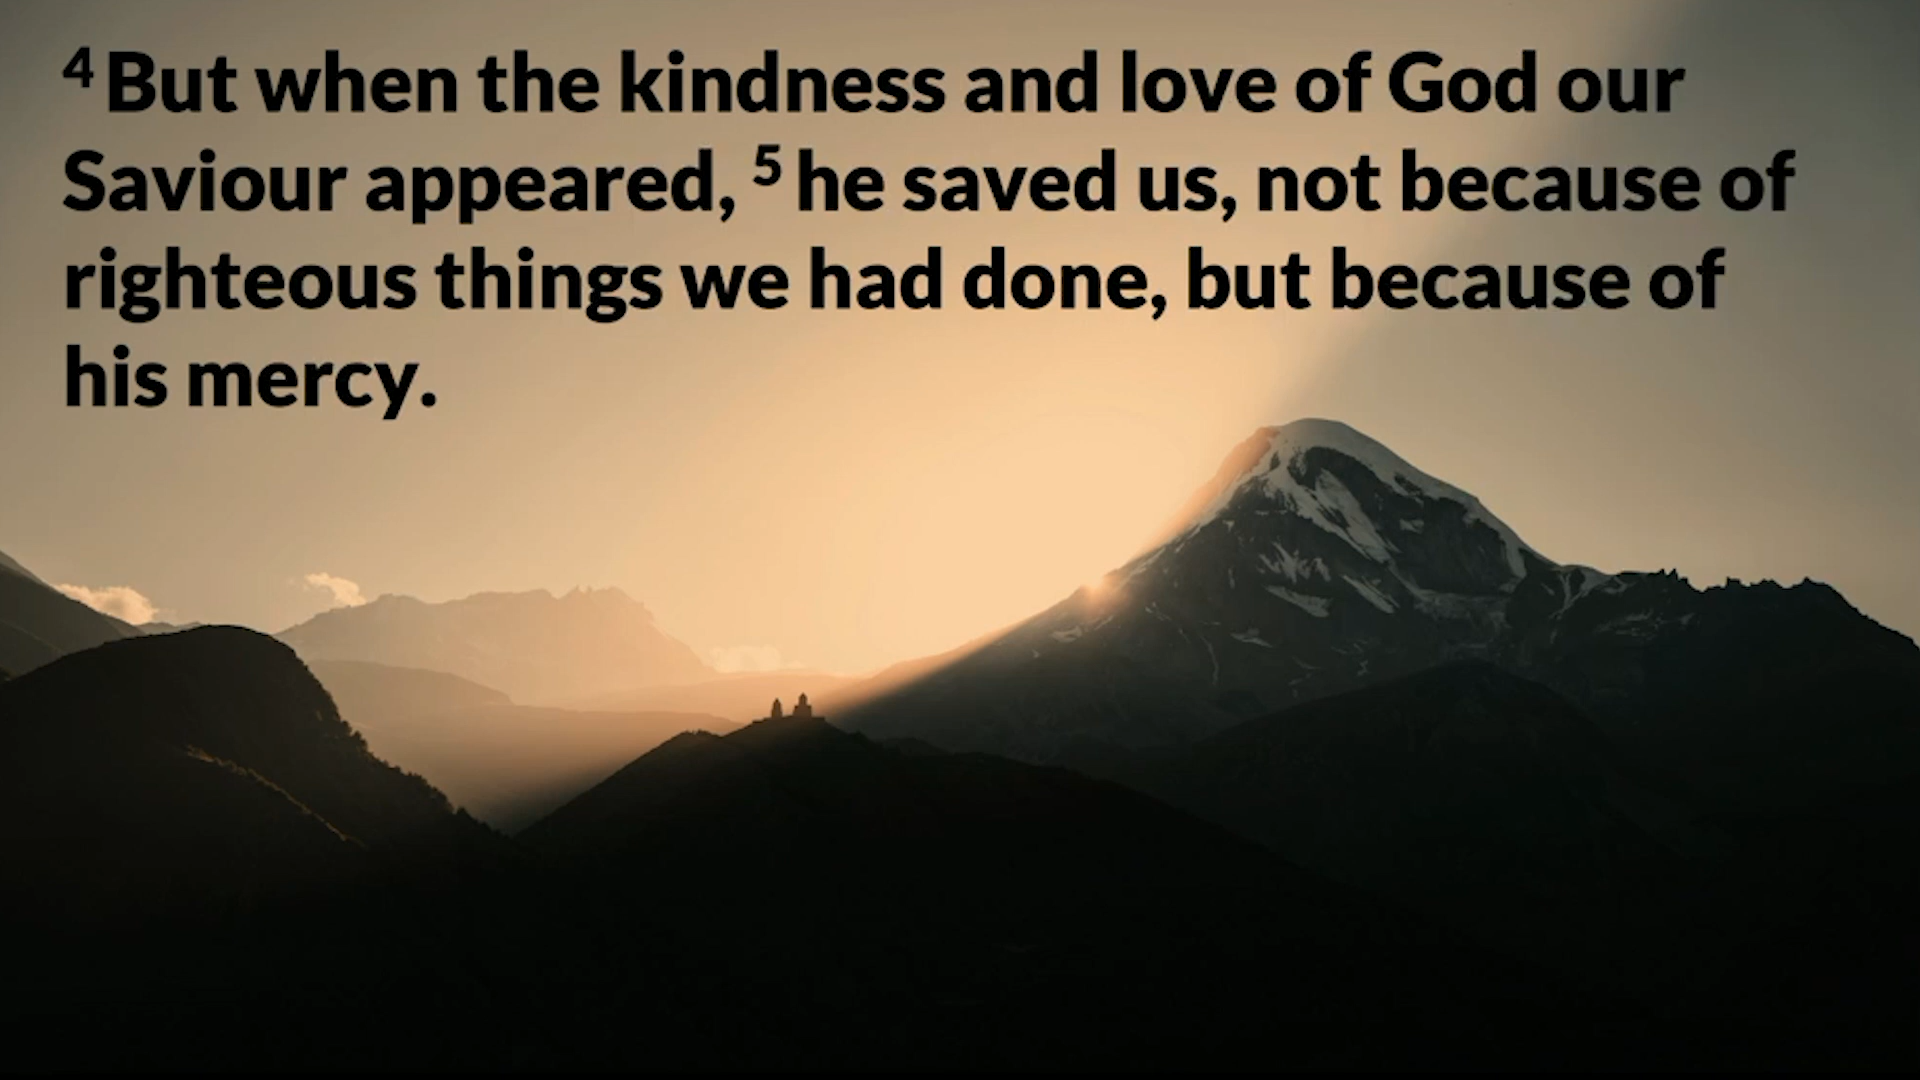 4 But when the kindness and love of God our
Saviour appeared, 5 he saved us, not because of
righteous things we had done, but because of
his mercy.